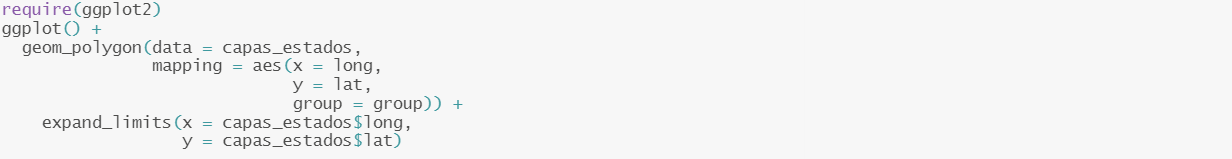 require(ggplot2)
ggplot() +
  geom_polygon(data = capas_estados,
               mapping = aes(x = long,
                             y = lat,
                             group = group)) +
    expand_limits(x = capas_estados$long,
                  y = capas_estados$lat)